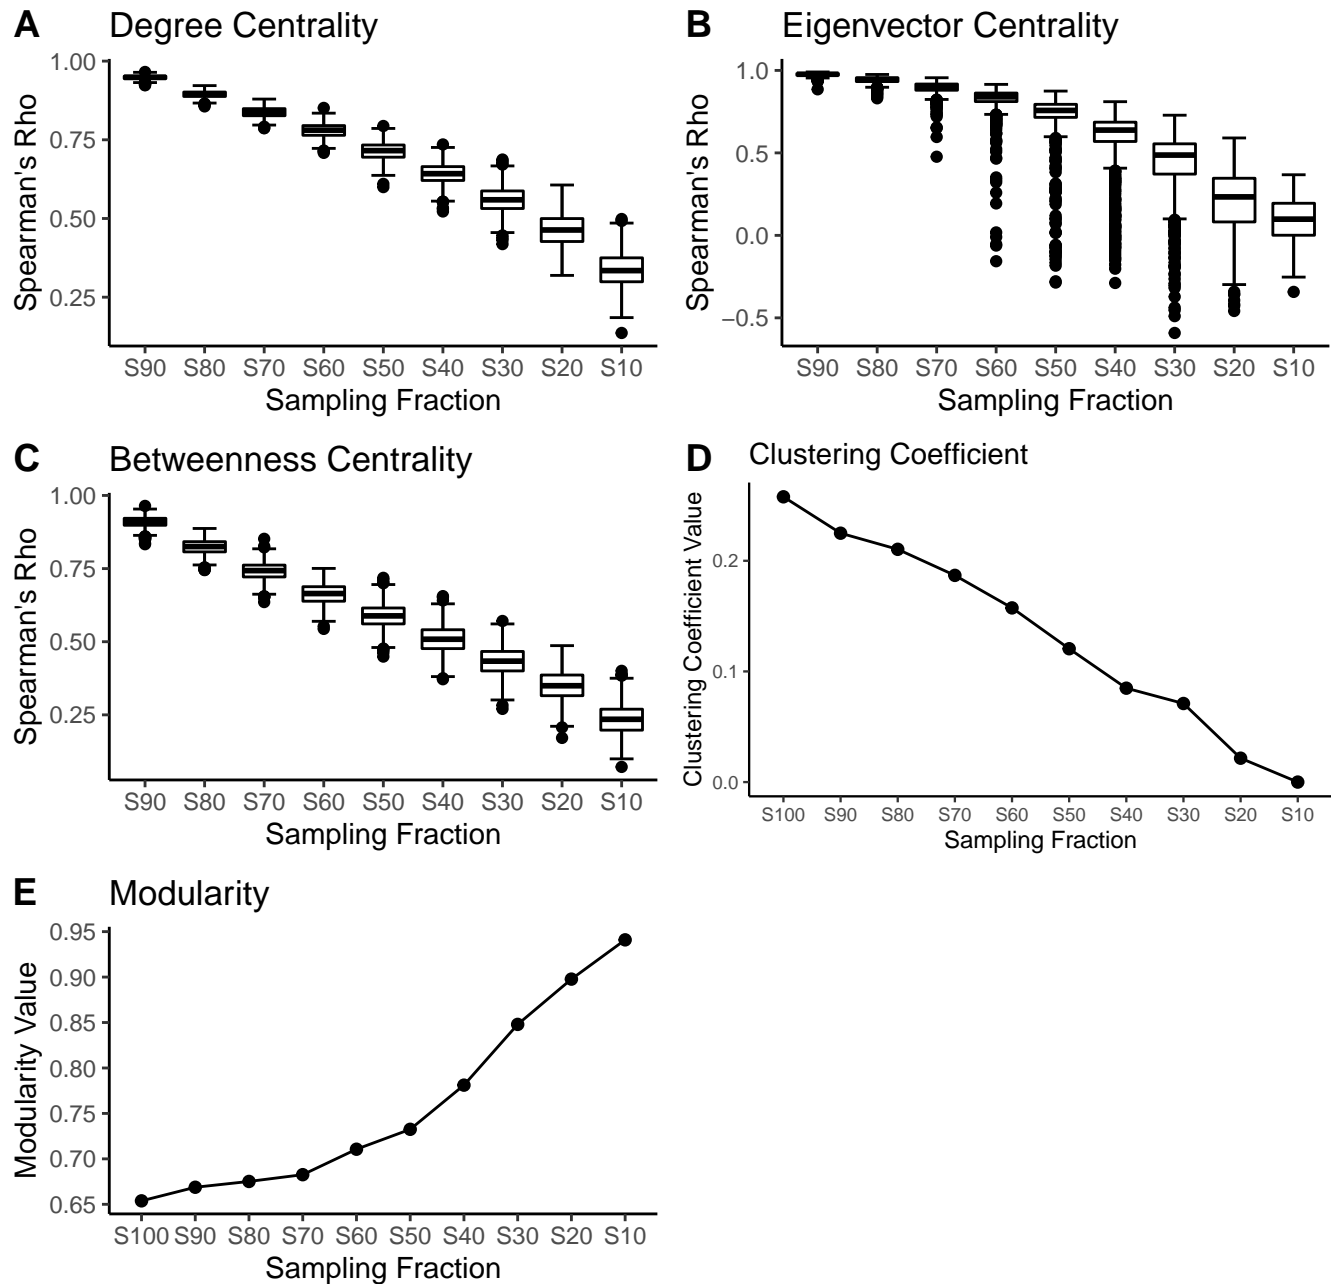 A Degree Centrality
1.00
0.75
0.50
0.25
Spearman's Rho
S90 S80 S70 S60 S50 S40 S30 S20 S10
Sampling Fraction
B Eigenvector Centrality
1.0
0.5
0.0
−0.5
Spearman's Rho
S90 S80 S70 S60 S50 S40 S30 S20 S10
Sampling Fraction
C Betweenness Centrality
1.00
0.75
0.50
0.25
Spearman's Rho
S90 S80 S70 S60 S50 S40 S30 S20 S10
Sampling Fraction
D Clustering Coefficient
0.2
0.1
0.0
Clustering Coefficient Value
S100 S90 S80 S70 S60 S50 S40 S30 S20 S10
Sampling Fraction
E Modularity
0.95
0.90
0.85
0.80
0.75
0.70
0.65
Modularity Value
S100 S90 S80 S70 S60 S50 S40 S30 S20 S10
Sampling Fraction